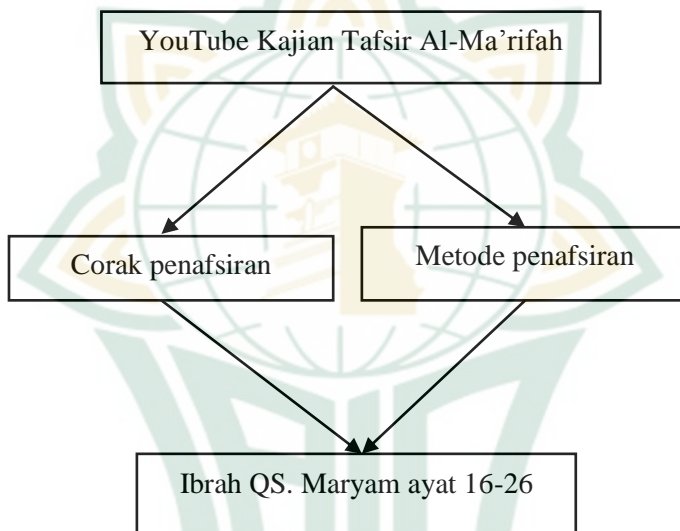 YouTube Kajian Tafsir Al-Ma’rifah
Corak penafsiran
Metode penafsiran
Ibrah QS. Maryam ayat 16-26